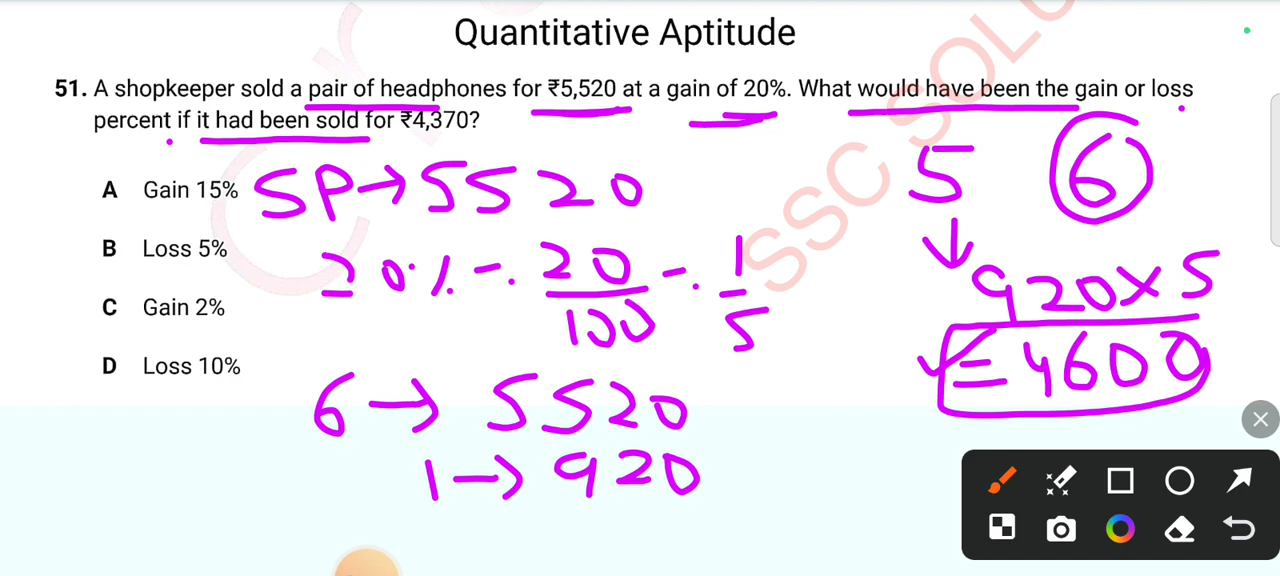 Quantitative Aptitude
51. A shopkeeper sold a pair of headphones for ₹5,520 at a gain of 20%. What would have been the gain or loss
percent if it had been sold for ₹4,370?
A Gain 15%
B Loss 5%
C Gain 2%
D Loss 10%
SP→5520
20% = 20/100 = 1/5
6 → 5520
1 → 920
5 6
↓
920×5
= 4600
SSC SOLU